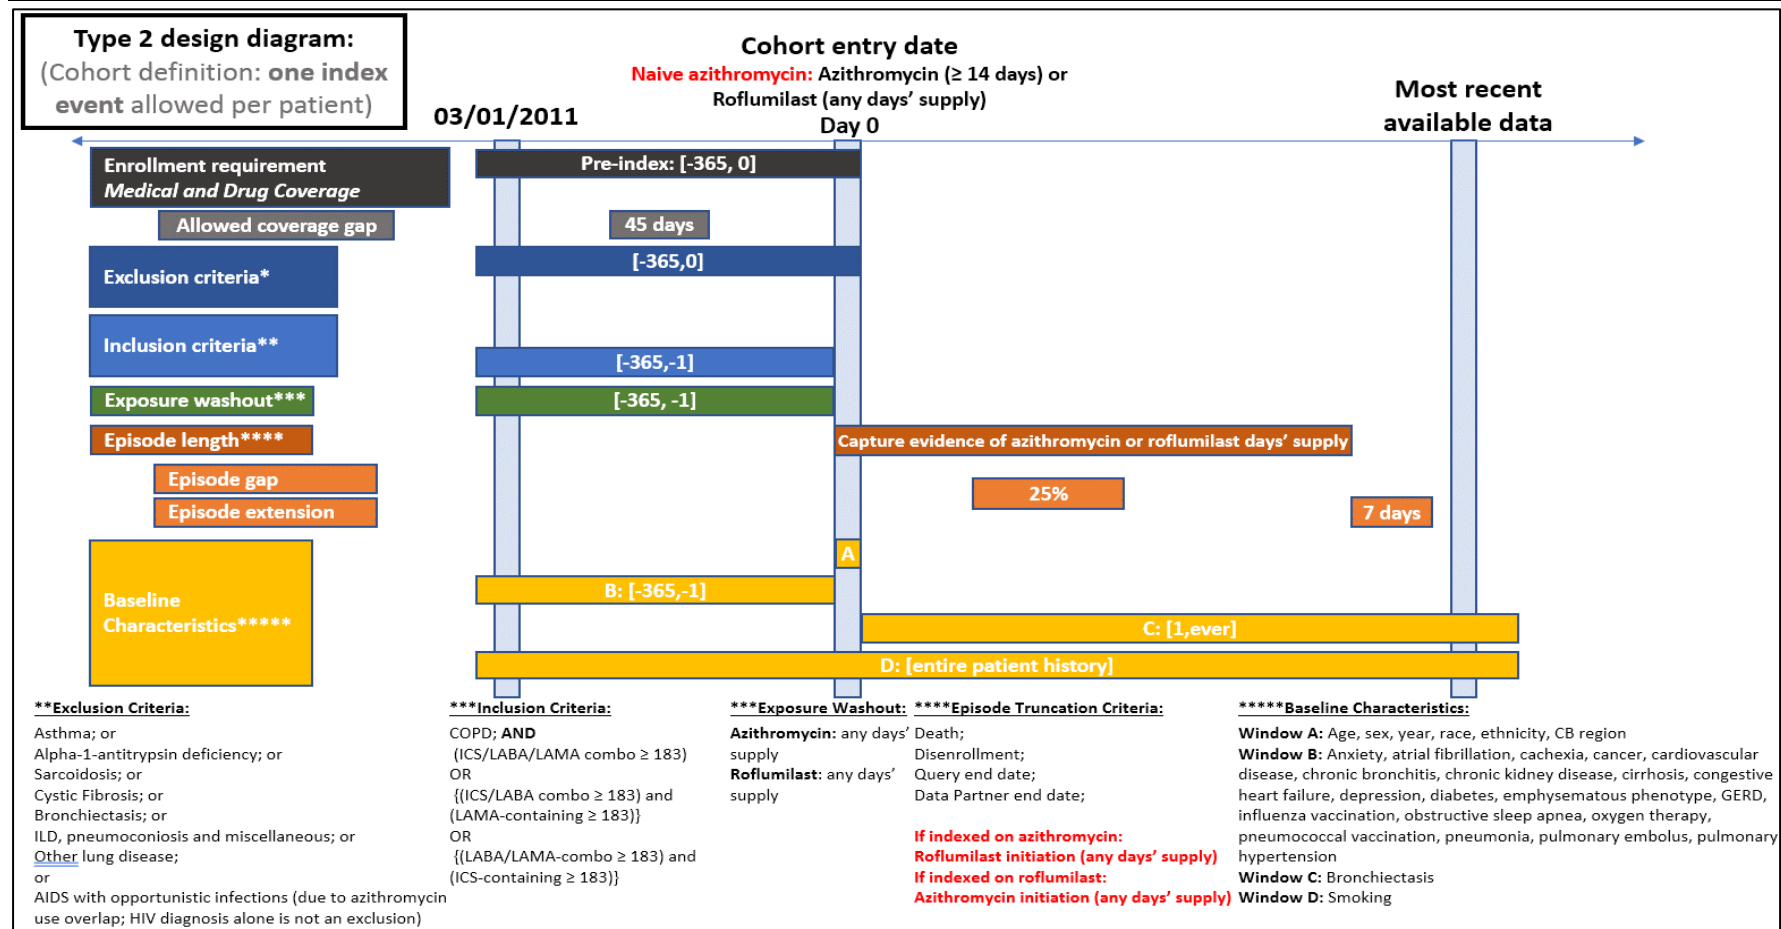 Type 2 design diagram:
(Cohort definition: one index
event allowed per patient)
Cohort entry date
Naive azithromycin: Azithromycin (≥ 14 days) or
Roflumilast (any days’ supply)
Day 0
03/01/2011
Most recent
available data
Enrollment requirement
Medical and Drug Coverage
Pre-index: [-365, 0]
Allowed coverage gap
45 days
Exclusion criteria*
[-365,0]
Inclusion criteria**
[-365,-1]
Exposure washout***
[-365, -1]
Episode length****
Capture evidence of azithromycin or roflumilast days’ supply
Episode gap
25%
Episode extension
7 days
A
Baseline
Characteristics*****
B: [-365,-1]
C: [1,ever]
D: [entire patient history]
**Exclusion Criteria:
Asthma; or
Alpha-1-antitrypsin deficiency; or
Sarcoidosis; or
Cystic Fibrosis; or
Bronchiectasis; or
ILD, pneumoconiosis and miscellaneous; or
Other lung disease;
or
AIDS with opportunistic infections (due to azithromycin
use overlap; HIV diagnosis alone is not an exclusion)
***Inclusion Criteria:
COPD; AND
(ICS/LABA/LAMA combo ≥ 183)
OR
{(ICS/LABA combo ≥ 183) and
(LAMA-containing ≥ 183)}
OR
{(LABA/LAMA-combo ≥ 183) and
(ICS-containing ≥ 183)}
***Exposure Washout:
Azithromycin: any days’
supply
Roflumilast: any days’
supply
****Episode Truncation Criteria:
Death;
Disenrollment;
Query end date;
Data Partner end date;
If indexed on azithromycin:
Roflumilast initiation (any days’ supply)
If indexed on roflumilast:
Azithromycin initiation (any days’ supply)
*****Baseline Characteristics:
Window A: Age, sex, year, race, ethnicity, CB region
Window B: Anxiety, atrial fibrillation, cachexia, cancer, cardiovascular
disease, chronic bronchitis, chronic kidney disease, cirrhosis, congestive
heart failure, depression, diabetes, emphysematous phenotype, GERD,
influenza vaccination, obstructive sleep apnea, oxygen therapy,
pneumococcal vaccination, pneumonia, pulmonary embolus, pulmonary
hypertension
Window C: Bronchiectasis
Window D: Smoking